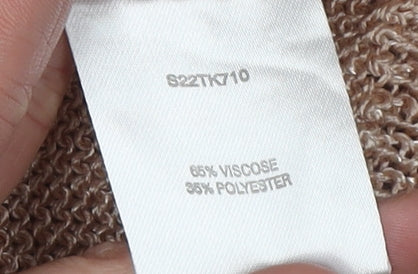 S22TK710
65% VISCOSE
35% POLYESTER